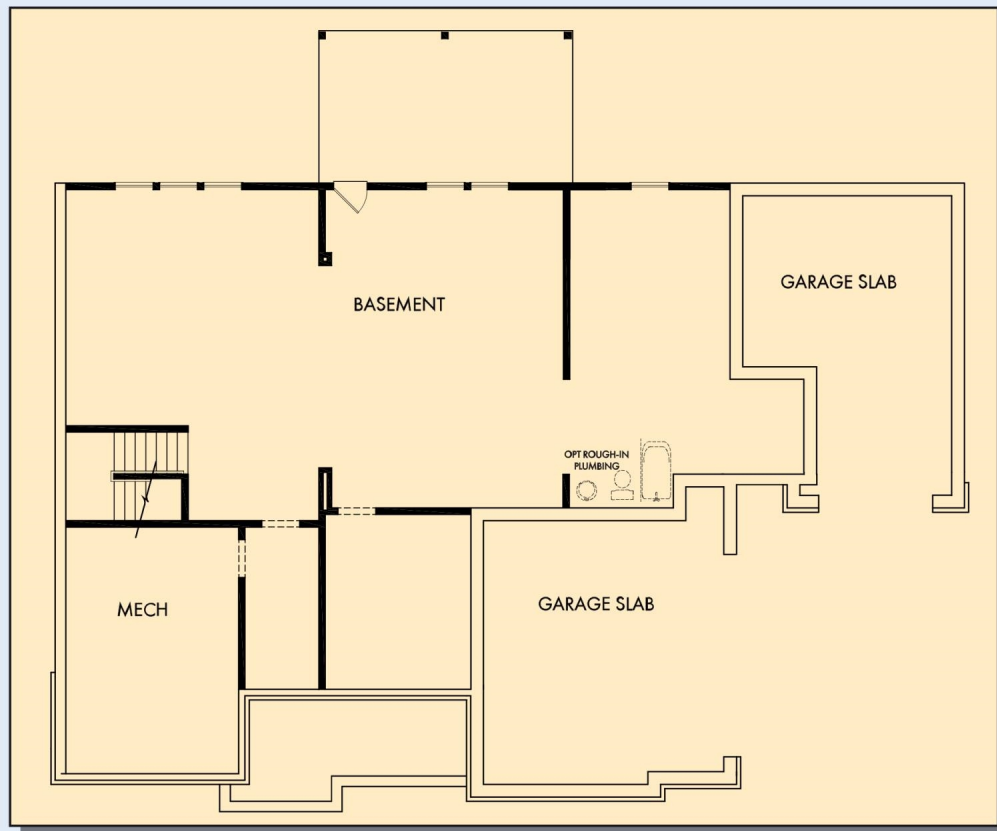 GARAGE SLAB
BASEMENT
OPT ROUGH-IN
PLUMBING
GARAGE SLAB
MECH